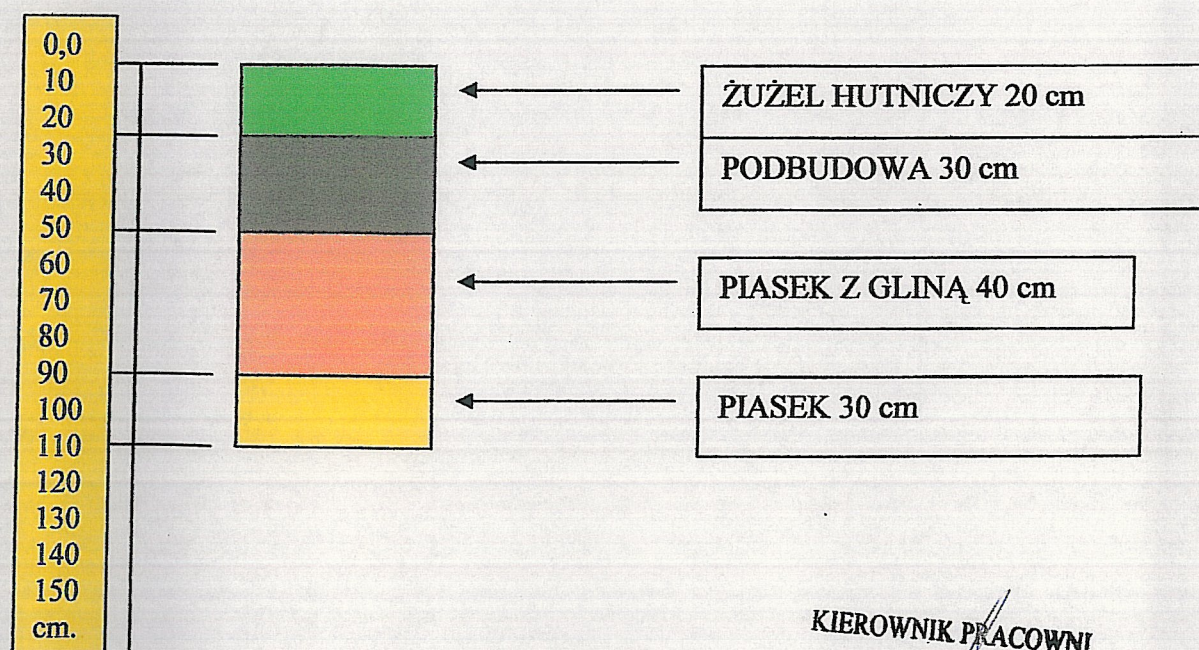 0,0
10
20
30
40
50
60
70
80
90
100
110
120
130
140
150
cm.
ŻUŻEL HUTNICZY 20 cm
PODBUDOWA 30 cm
PIASEK Z GLINĄ 40 cm
PIASEK 30 cm
KIEROWNIK PRACOWNI